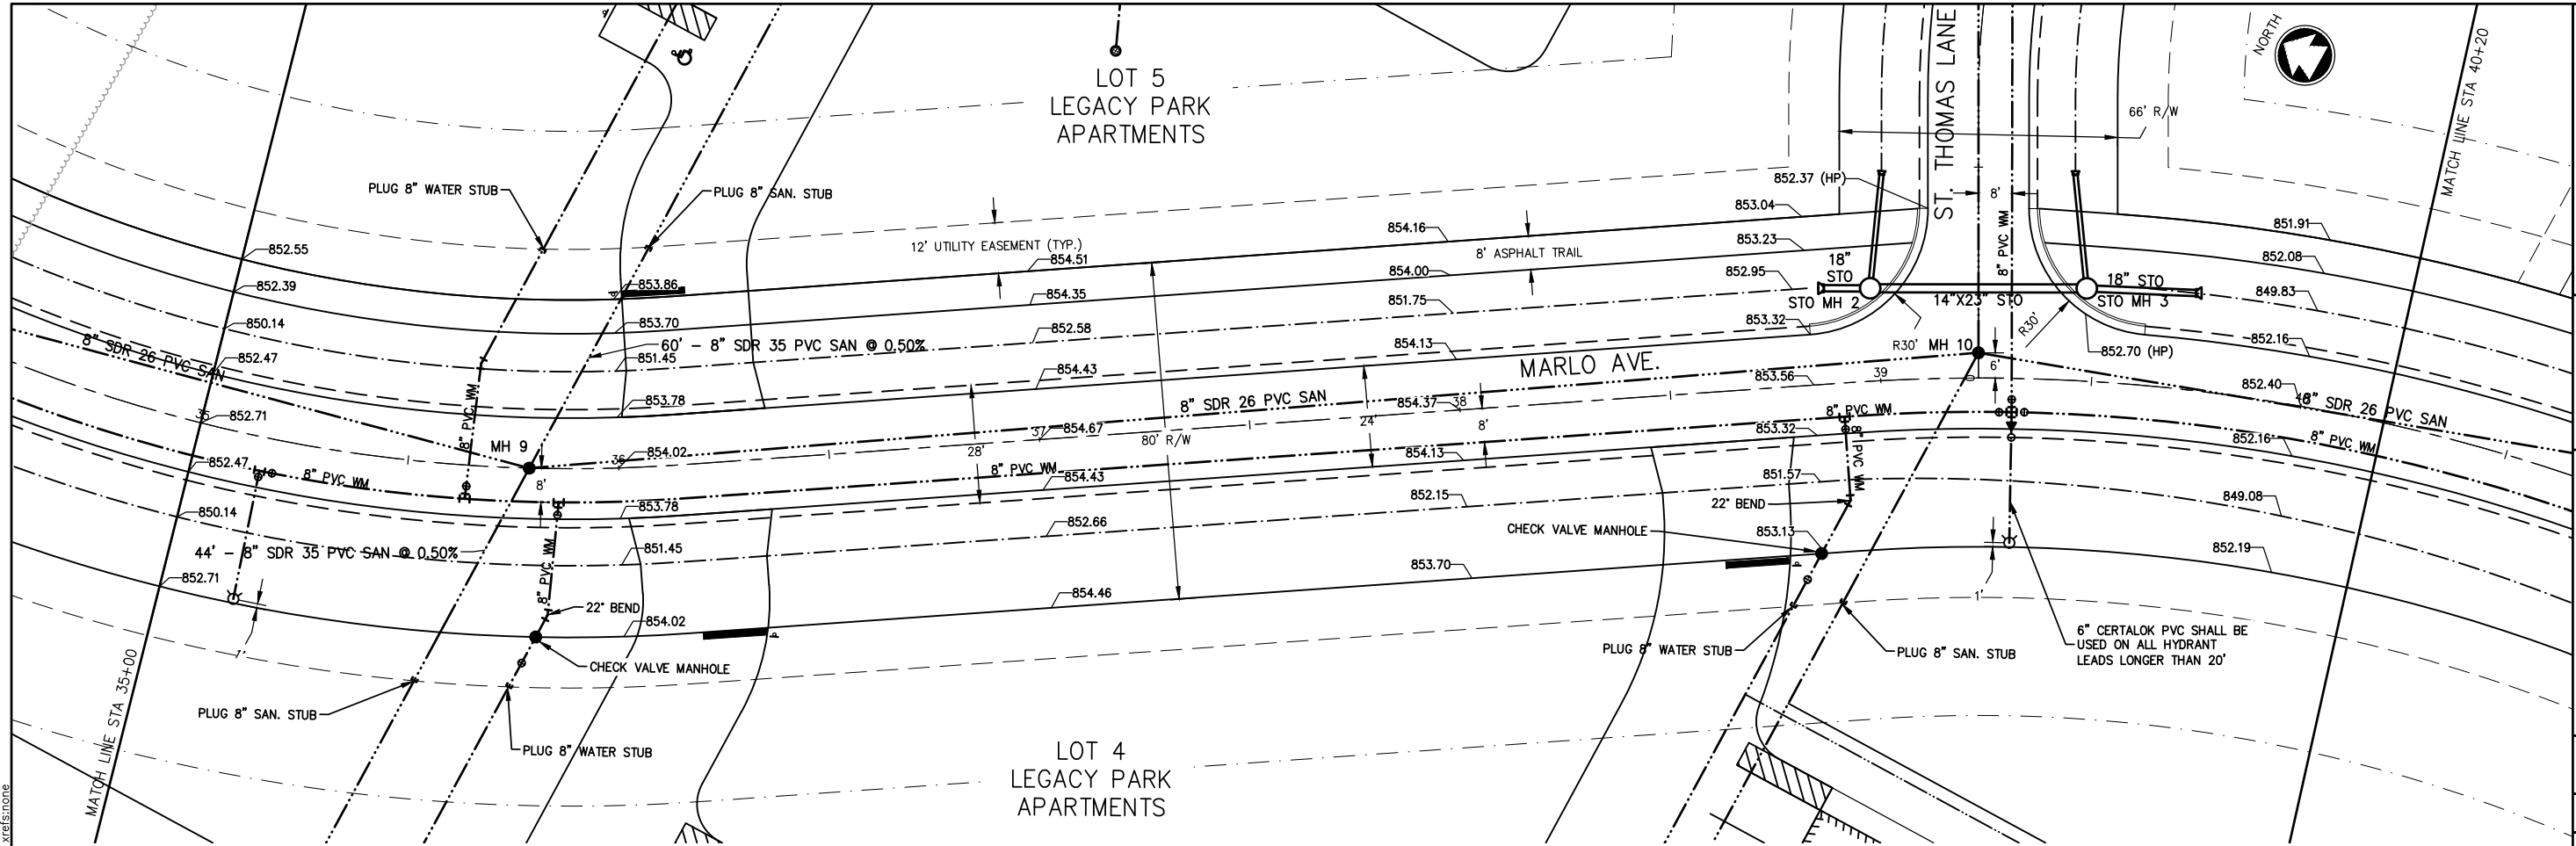 LOT 5
LEGACY PARK
APARTMENTS
ST. THOMAS LANE
NORTH
MATCH LINE STA 40+20
66' R/W
PLUG 8" WATER STUB
PLUG 8" SAN. STUB
852.37 (HP)
8'
8" PVC WM
853.04
854.16
853.23
851.91
12' UTILITY EASEMENT (TYP.)
8' ASPHALT TRAIL
852.55
854.51
854.00
852.95
18"
STO
852.08
852.39
853.86
854.35
851.75
STO MH 2
14"X23" STO
18" STO
STO MH 3
849.83
850.14
853.70
852.58
853.32
R30'
8" SDR 26 PVC SAN
852.47
60' - 8" SDR 35 PVC SAN @ 0.50%
851.45
854.13
MARLO AVE.
R30'
MH 10
852.70 (HP)
852.16
854.43
6'
853.56
39
852.40
8" PVC WM
853.78
8" SDR 26 PVC SAN
854.37
38
8" SDR 26 PVC SAN
35
852.71
37
854.67
80' R/W
24'
8'
8" PVC WM
853.32
852.16
8" PVC WM
MH 9
36
854.02
28'
854.13
8" PVC WM
852.47
8" PVC WM
8'
8" PVC WM
854.43
851.57
850.14
853.78
852.66
852.15
22° BEND
849.08
44' - 8" SDR 35 PVC SAN @ 0.50%
851.45
CHECK VALVE MANHOLE
853.13
852.19
8" PVC WM
852.71
853.70
854.46
22° BEND
854.02
1'
1'
6" CERTALOK PVC SHALL BE
USED ON ALL HYDRANT
LEADS LONGER THAN 20'
CHECK VALVE MANHOLE
PLUG 8" WATER STUB
PLUG 8" SAN. STUB
MATCH LINE STA 35+00
PLUG 8" SAN. STUB
PLUG 8" WATER STUB
LOT 4
LEGACY PARK
APARTMENTS
xrefs:none